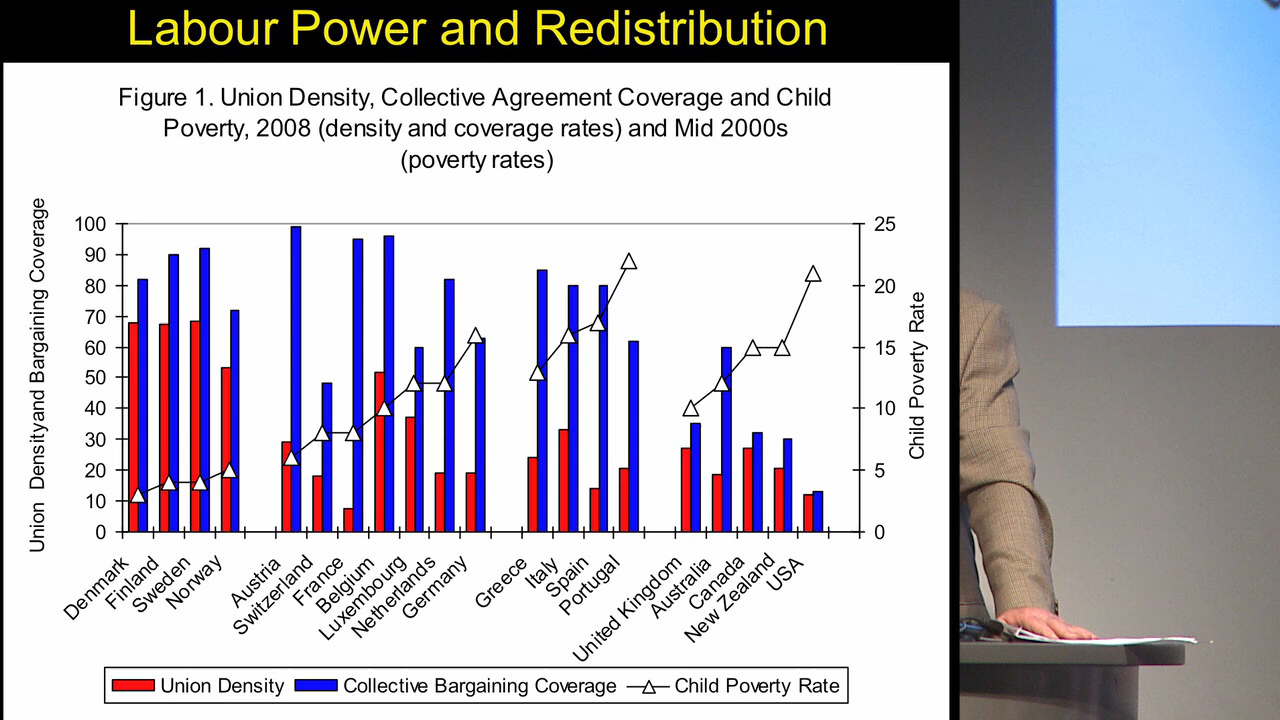 Labour Power and Redistribution
Figure 1. Union Density, Collective Agreement Coverage and Child
Poverty, 2008 (density and coverage rates) and Mid 2000s
(poverty rates)
Union Densityand Bargaining Coverage
100
90
80
70
60
50
40
30
20
10
0
25
20
15
10
5
0
Child Poverty Rate
Denmark
Finland
Sweden
Norway
Austria
Switzerland
France
Belgium
Luxembourg
Netherlands
Germany
Greece
Italy
Spain
Portugal
United Kingdom
Australia
Canada
New Zealand
USA
Union Density
Collective Bargaining Coverage
Child Poverty Rate